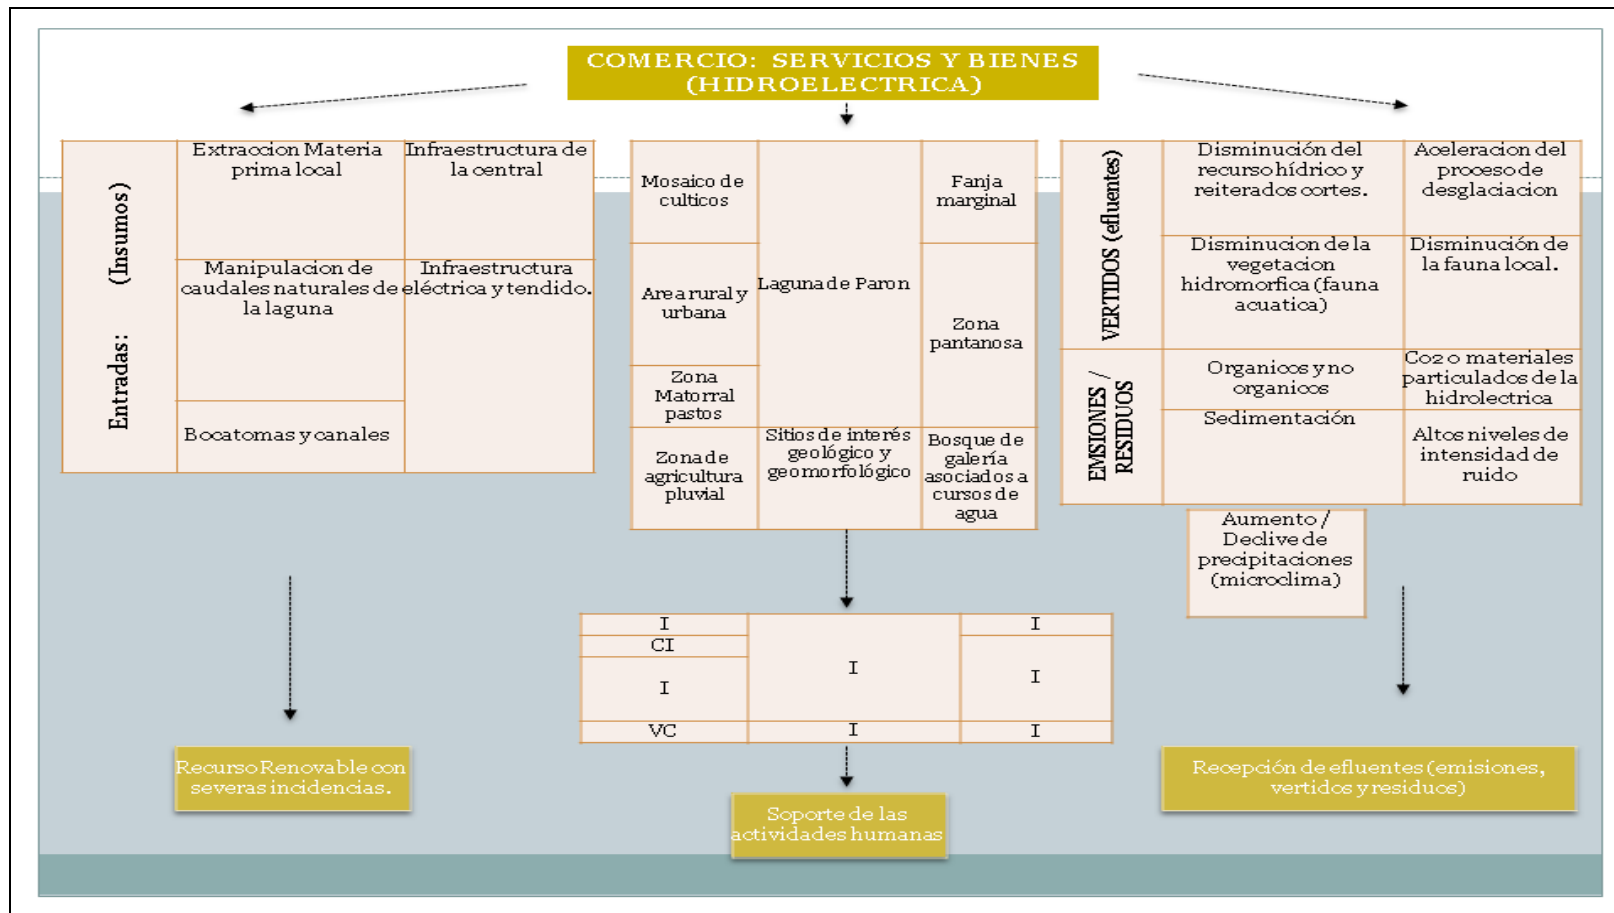 COMERCIO: SERVICIOS Y BIENES
(HIDROELECTRICA)
Entradas: (Insumos)
Extraccion Materia
prima local
Infraestructura de
la central
Manipulacion de
caudales naturales de
la laguna
Infraestructura
eléctrica y tendido.
Bocatomas y canales
Mosaico de
culticos
Laguna de Paron
Fanja
marginal
Area rural y
urbana
Zona
pantanosa
Zona
Matorral
pastos
Zona de
agricultura
pluvial
Sitios de interés
geológico y
geomorfológico
Bosque de
galería
asociados a
cursos de
agua
VERTIDOS (efluentes)
Disminución del
recurso hídrico y
reiterados cortes.
Aceleracion del
proceso de
desglaciacion
Disminucion de la
vegetacion
hidromorfica (fauna
acuatica)
Disminución de
la fauna local.
EMISIONES /
RESIDUOS
Organicos y no
organicos
Co2 o materiales
particulados de la
hidrolectrica
Sedimentación
Altos niveles de
intensidad de
ruido
Aumento /
Declive de
precipitaciones
(microclima)
I
CI
I
VC
I
I
I
I
I
Recurso Renovable con
severas incidencias.
Soporte de las
actividades humanas
Recepción de efluentes (emisiones,
vertidos y residuos)